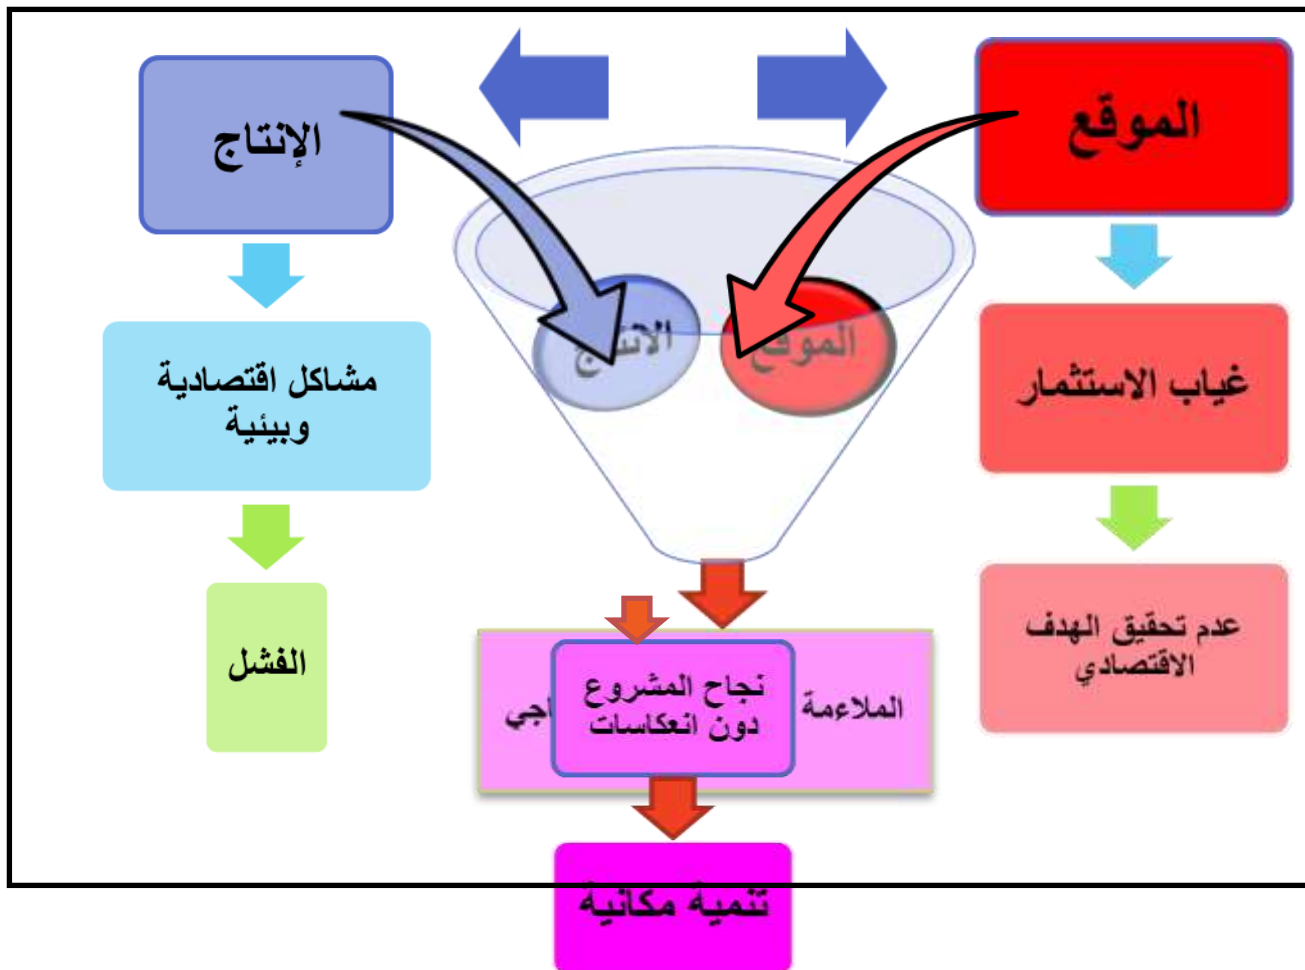 الموقع
الإنتاج
الموقع
الانتاج
غياب الاستثمار
مشاكل اقتصادية
وبيئية
عدم تحقيق الهدف
الاقتصادي
الفشل
الملاءمة
نجاح المشروع
دون انعكاسات
تنمية مكانية